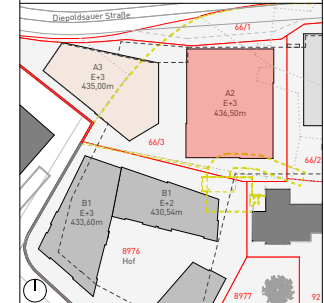 Diepoldsauer Straße
66/1
A3
E+3
435,00m
A2
E+3
436,50m
66/3
66/2
B1
E+3
433,60m
B1
E+2
430,54m
8976
Hof
8977
92